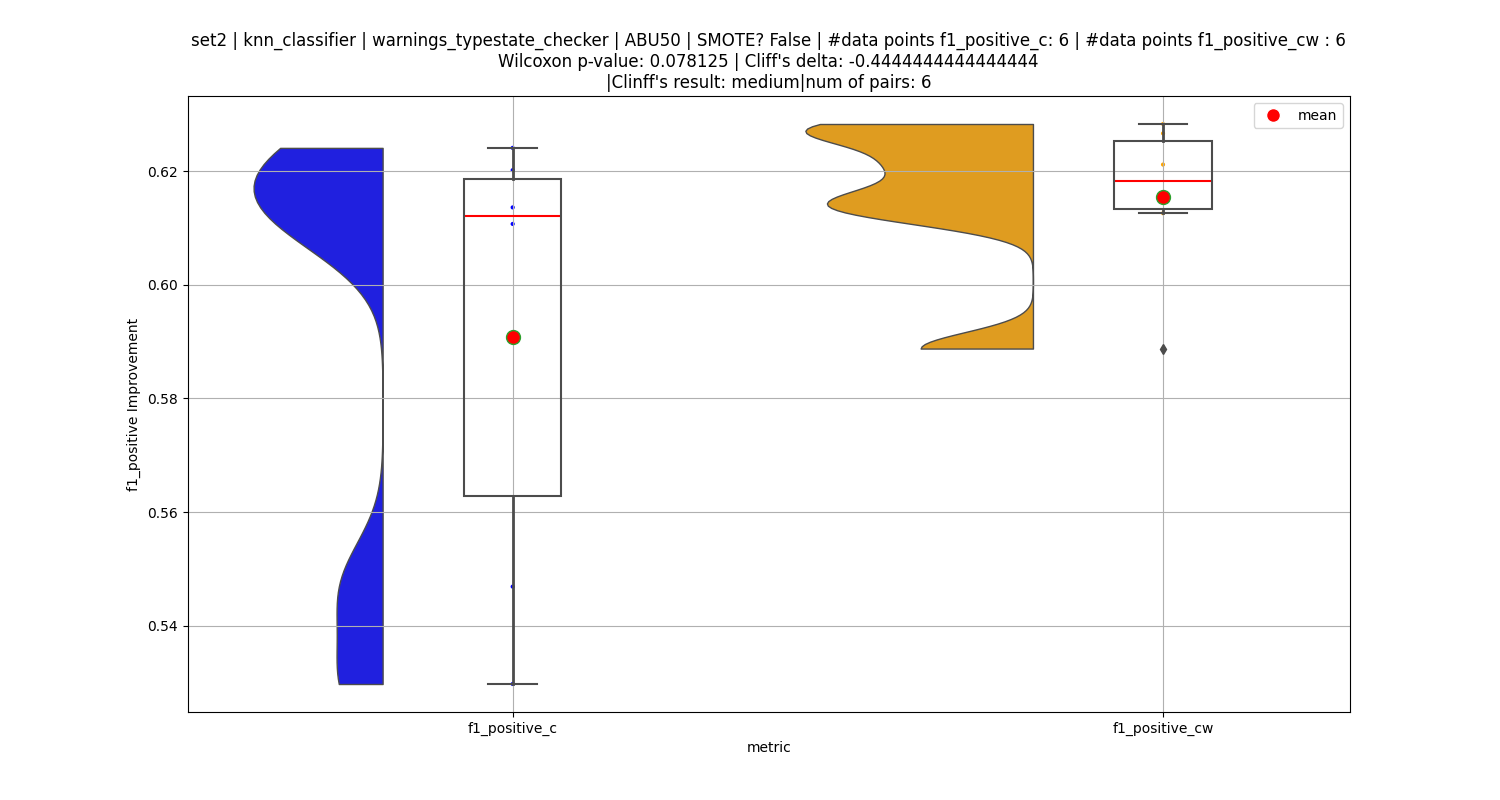 set2 | knn_classifier | warnings_typestate_checker | ABU50 | SMOTE? False | #data points f1_positive_c: 6 | #data points f1_positive_cw : 6
Wilcoxon p-value: 0.078125 | Cliff's delta: -0.4444444444444444
|Clinff's result: medium|num of pairs: 6
mean
0.62
0.60
0.58
0.56
0.54
f1_positive Improvement
f1_positive_c
f1_positive_cw
metric